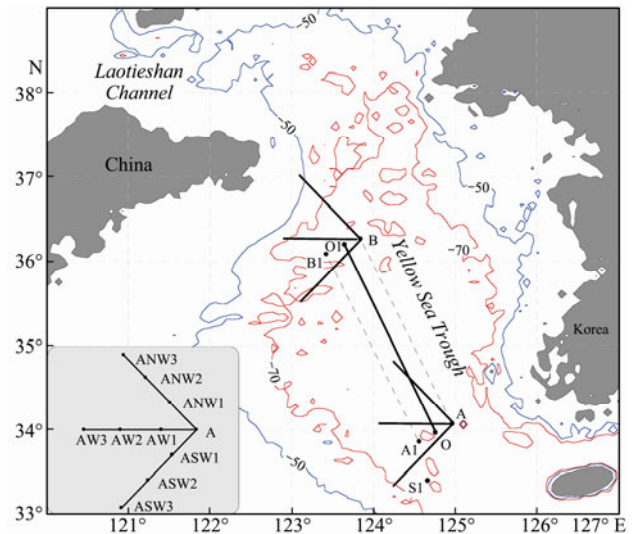 N
Laotieshan
Channel
38°
-50
-50
China
37°
-50
-70
36°
O1
B
B1
Yellow Sea Trough
35°
Korea
-70
34°
A
A1
O
-50
S1
33°
ANW3
ANW2
ANW1
AW3
AW2
AW1
A
ASW1
ASW2
ASW3
121°
122°
123°
124°
125°
126°
127° E